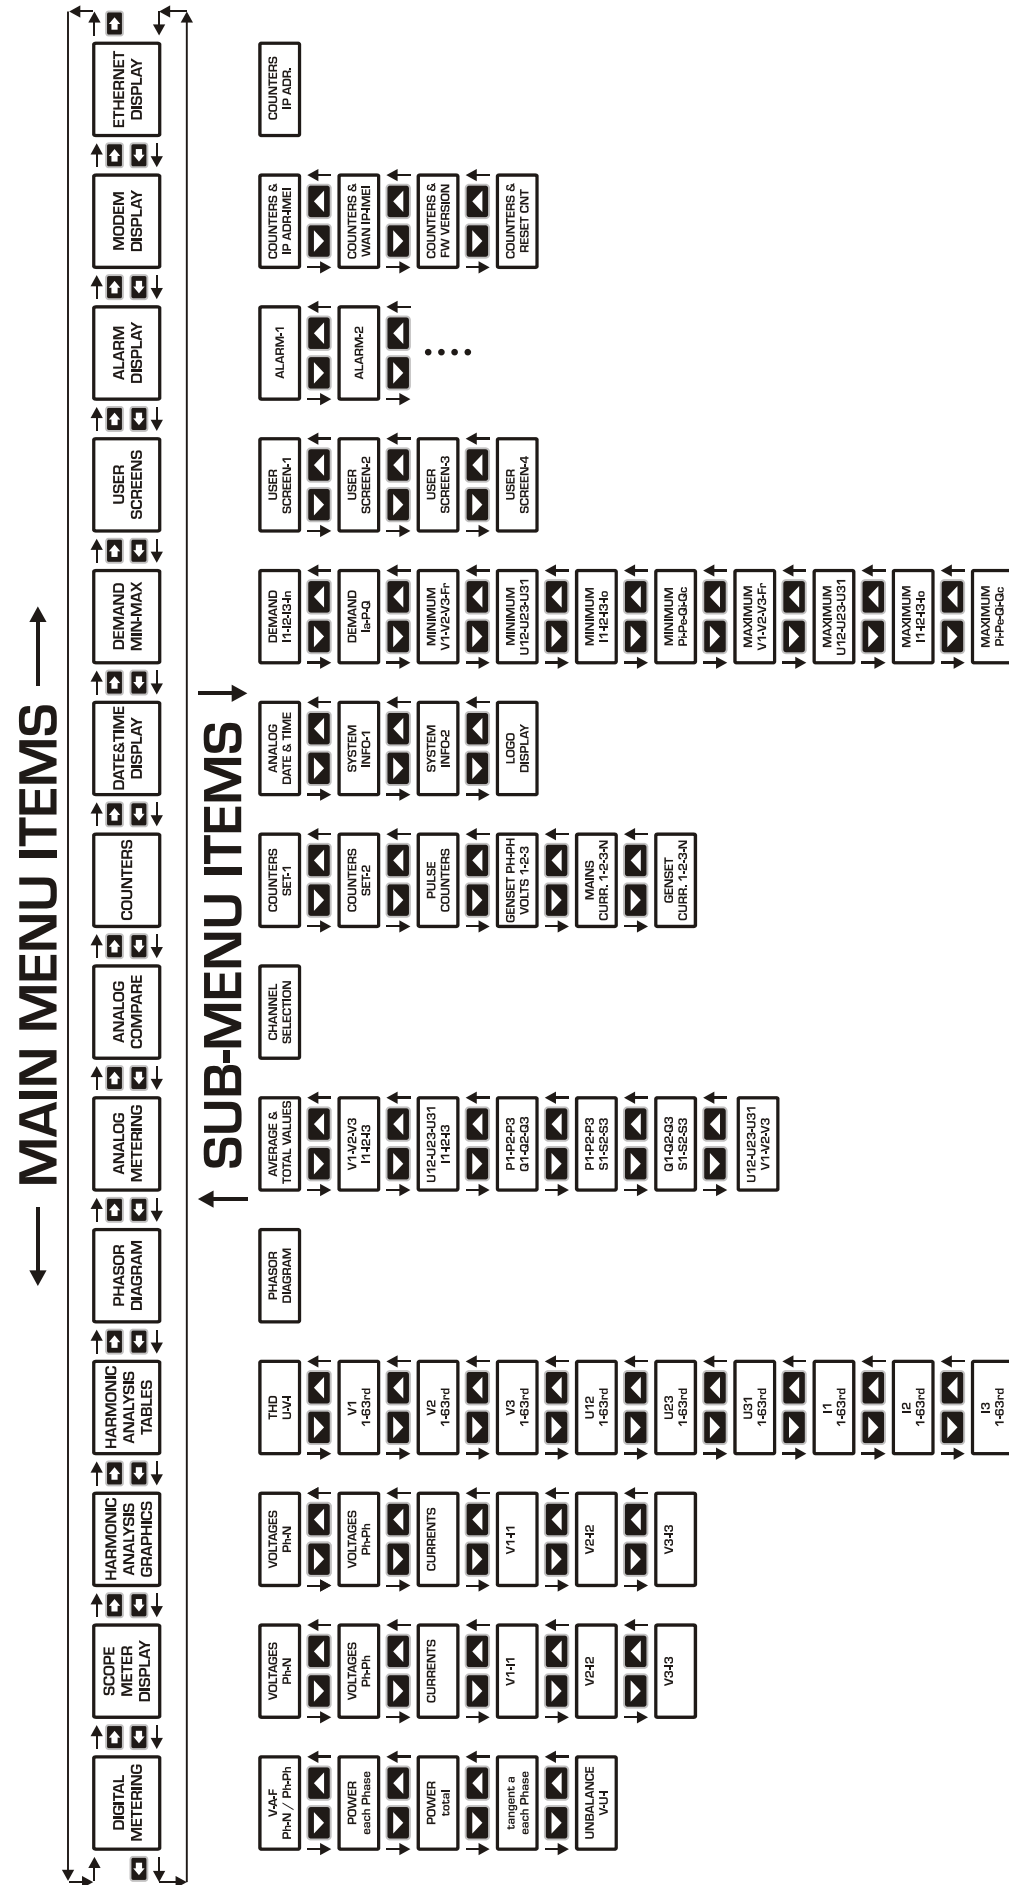 MAIN MENU ITEMS
DIGITAL
METERING
SCOPE
METER
DISPLAY
HARMONIC
ANALYSIS
GRAPHICS
HARMONIC
ANALYSIS
TABLES
PHASOR
DIAGRAM
ANALOG
METERING
ANALOG
COMPARE
COUNTERS
DATE&TIME
DISPLAY
DEMAND
MIN-MAX
USER
SCREENS
ALARM
DISPLAY
MODEM
DISPLAY
ETHERNET
DISPLAY
SUB-MENU ITEMS
V-A-F
Ph-N / Ph-Ph
POWER
each Phase
POWER
total
tangent a
each Phase
UNBALANCE
V-U-I
VOLTAGES
Ph-N
VOLTAGES
Ph-Ph
CURRENTS
V1-I1
V2-I2
V3-I3
VOLTAGES
Ph-N
VOLTAGES
Ph-Ph
CURRENTS
V1-I1
V2-I2
V3-I3
THD
U-V-I
V1
1-63rd
V2
1-63rd
V3
1-63rd
U12
1-63rd
U23
1-63rd
U31
1-63rd
I1
1-63rd
I2
1-63rd
I3
1-63rd
PHASOR
DIAGRAM
AVERAGE &
TOTAL VALUES
V1-V2-V3
I1-I2-I3
U12-U23-U31
I1-I2-I3
P1-P2-P3
Q1-Q2-Q3
P1-P2-P3
S1-S2-S3
Q1-Q2-Q3
S1-S2-S3
U12-U23-U31
V1-V2-V3
CHANNEL
SELECTION
COUNTERS
SET-1
COUNTERS
SET-2
PULSE
COUNTERS
GENSET PH-PH
VOLTS 1-2-3
MAINS
CURR. 1-2-3-N
GENSET
CURR. 1-2-3-N
ANALOG
DATE & TIME
SYSTEM
INFO-1
SYSTEM
INFO-2
LOGO
DISPLAY
DEMAND
I1-I2-I3-In
DEMAND
Ia-P-Q
MINIMUM
V1-V2-V3-Fr
MINIMUM
U12-U23-U31
MINIMUM
I1-I2-I3-Io
MINIMUM
Pi-Pe-Qi-Qc
MAXIMUM
V1-V2-V3-Fr
MAXIMUM
U12-U23-U31
MAXIMUM
I1-I2-I3-Io
MAXIMUM
Pi-Pe-Qi-Qc
USER
SCREEN-1
USER
SCREEN-2
USER
SCREEN-3
USER
SCREEN-4
ALARM-1
ALARM-2
....
COUNTERS &
IP ADR-IMEI
COUNTERS &
WAN IP-IMEI
COUNTERS &
FW VERSION
COUNTERS &
RESET CNT
COUNTERS
IP ADR.